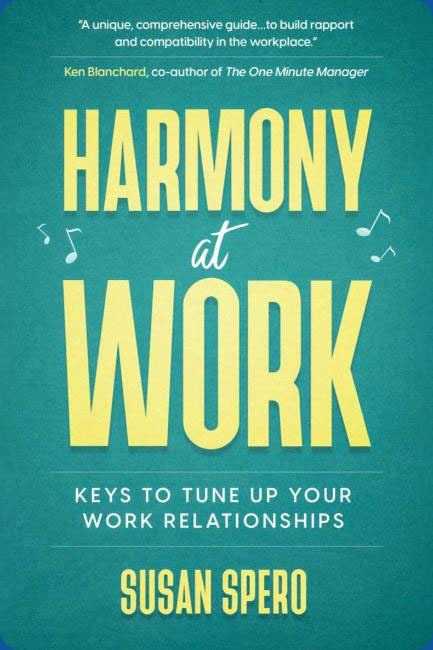 "A unique, comprehensive guide...to build rapport
and compatibility in the workplace."
Ken Blanchard, co-author of The One Minute Manager
HARMONY
at
WORK
KEYS TO TUNE UP YOUR
WORK RELATIONSHIPS
SUSAN SPERO